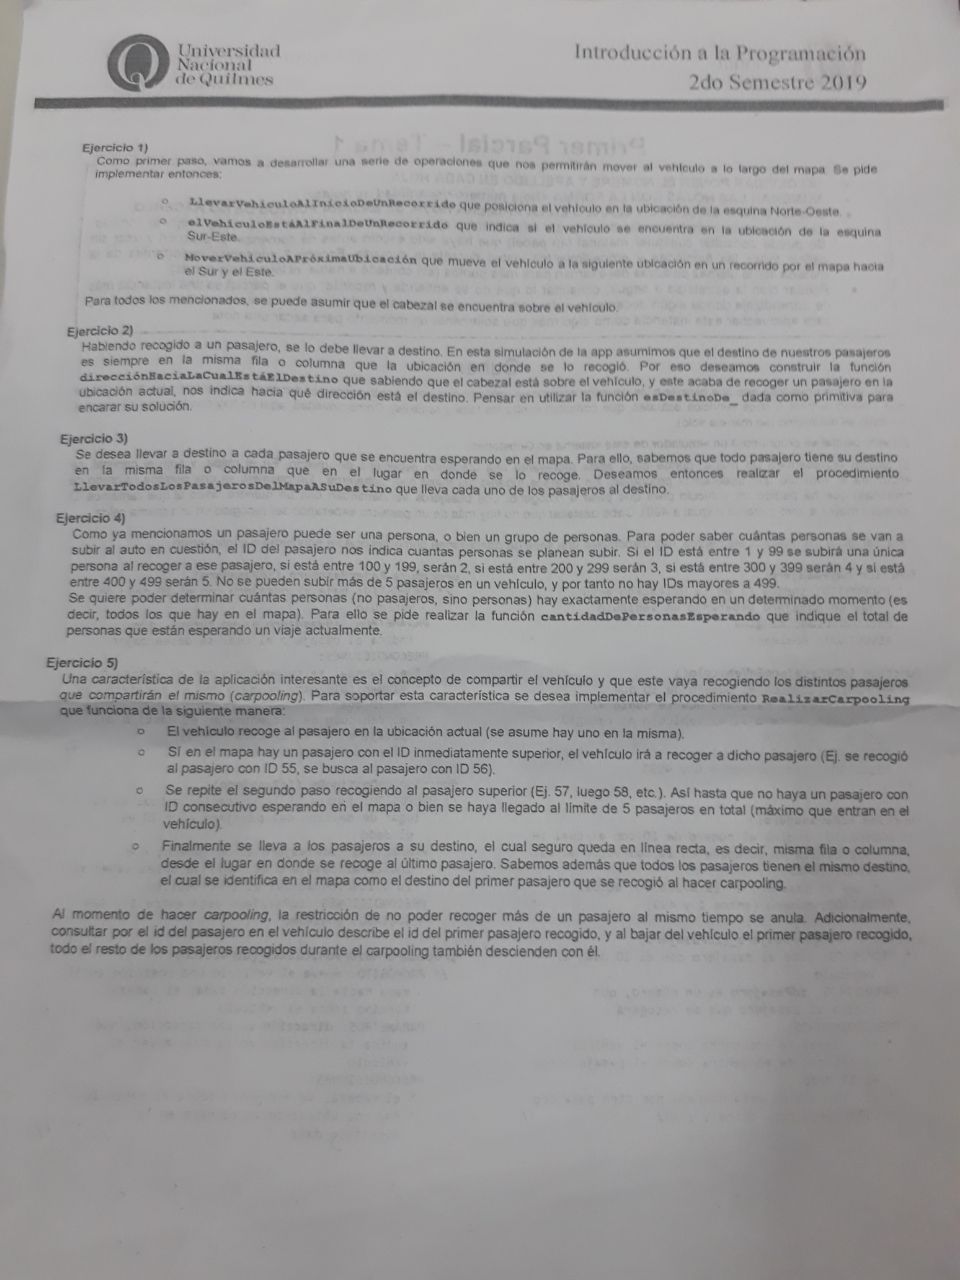 Universidad
Nacional
de Quilmes
Introducción a la Programación
2do Semestre 2019
Ejercicio 1)
Como primer paso, vamos a desarrollar una serie de operaciones que nos permitirán mover al vehículo a lo largo del mapa. Se pide
implementar entonces:
○ LlevarVehículoAlInicioDeUnRecorrido que posiciona el vehículo en la ubicación de la esquina Norte-Oeste.
○ elVehículoEstáAlFinalDeUnRecorrido que indica si el vehículo se encuentra en la ubicación de la esquina
Sur-Este.
○ MoverVehículoAPróximaUbicación que mueve el vehículo a la siguiente ubicación en un recorrido por el mapa hacia
el Sur y el Este.
Para todos los mencionados, se puede asumir que el cabezal se encuentra sobre el vehículo.
Ejercicio 2)
Habiendo recogido a un pasajero, se lo debe llevar a destino. En esta simulación de la app asumimos que el destino de nuestros pasajeros
es siempre en la misma fila o columna que la ubicación en donde se lo recogió. Por eso deseamos construir la función
direcciónHaciaLaCualEstáElDestino que sabiendo que el cabezal está sobre el vehículo, y este acaba de recoger un pasajero en la
ubicación actual, nos indica hacia qué dirección está el destino. Pensar en utilizar la función esDestinoDe_ dada como primitiva para
encarar su solución.
Ejercicio 3)
Se desea llevar a destino a cada pasajero que se encuentra esperando en el mapa. Para ello, sabemos que todo pasajero tiene su destino
en la misma fila o columna que en el lugar en donde se lo recoge. Deseamos entonces realizar el procedimiento
LlevarTodosLosPasajerosDelMapaASuDestino que lleva cada uno de los pasajeros al destino.
Ejercicio 4)
Como ya mencionamos un pasajero puede ser una persona, o bien un grupo de personas. Para poder saber cuántas personas se van a
subir al auto en cuestión, el ID del pasajero nos indica cuantas personas se planean subir. Si el ID está entre 1 y 99 se subirá una única
persona al recoger a ese pasajero, si está entre 100 y 199, serán 2, si está entre 200 y 299 serán 3, si está entre 300 y 399 serán 4 y si está
entre 400 y 499 serán 5. No se pueden subir más de 5 pasajeros en un vehículo, y por tanto no hay IDs mayores a 499.
Se quiere poder determinar cuántas personas (no pasajeros, sino personas) hay exactamente esperando en un determinado momento (es
decir, todos los que hay en el mapa). Para ello se pide realizar la función cantidadDePersonasEsperando que indique el total de
personas que están esperando un viaje actualmente.
Ejercicio 5)
Una característica de la aplicación interesante es el concepto de compartir el vehículo y que este vaya recogiendo los distintos pasajeros
que compartirán el mismo (carpooling). Para soportar esta característica se desea implementar el procedimiento RealizarCarpooling
que funciona de la siguiente manera:
○ El vehículo recoge al pasajero en la ubicación actual (se asume hay uno en la misma).
○ Si en el mapa hay un pasajero con el ID inmediatamente superior, el vehículo irá a recoger a dicho pasajero (Ej. se recogió
al pasajero con ID 55, se busca al pasajero con ID 56).
○ Se repite el segundo paso recogiendo al pasajero superior (Ej. 57, luego 58, etc.). Así hasta que no haya un pasajero con
ID consecutivo esperando en el mapa o bien se haya llegado al límite de 5 pasajeros en total (máximo que entran en el
vehículo).
○ Finalmente se lleva a los pasajeros a su destino, el cual seguro queda en línea recta, es decir, misma fila o columna,
desde el lugar en donde se recoge al último pasajero. Sabemos además que todos los pasajeros tienen el mismo destino,
el cual se identifica en el mapa como el destino del primer pasajero que se recogió al hacer carpooling.
Al momento de hacer carpooling, la restricción de no poder recoger más de un pasajero al mismo tiempo se anula. Adicionalmente,
consultar por el id del pasajero en el vehículo describe el id del primer pasajero recogido, y al bajar del vehículo el primer pasajero recogido,
todo el resto de los pasajeros recogidos durante el carpooling también descienden con él.